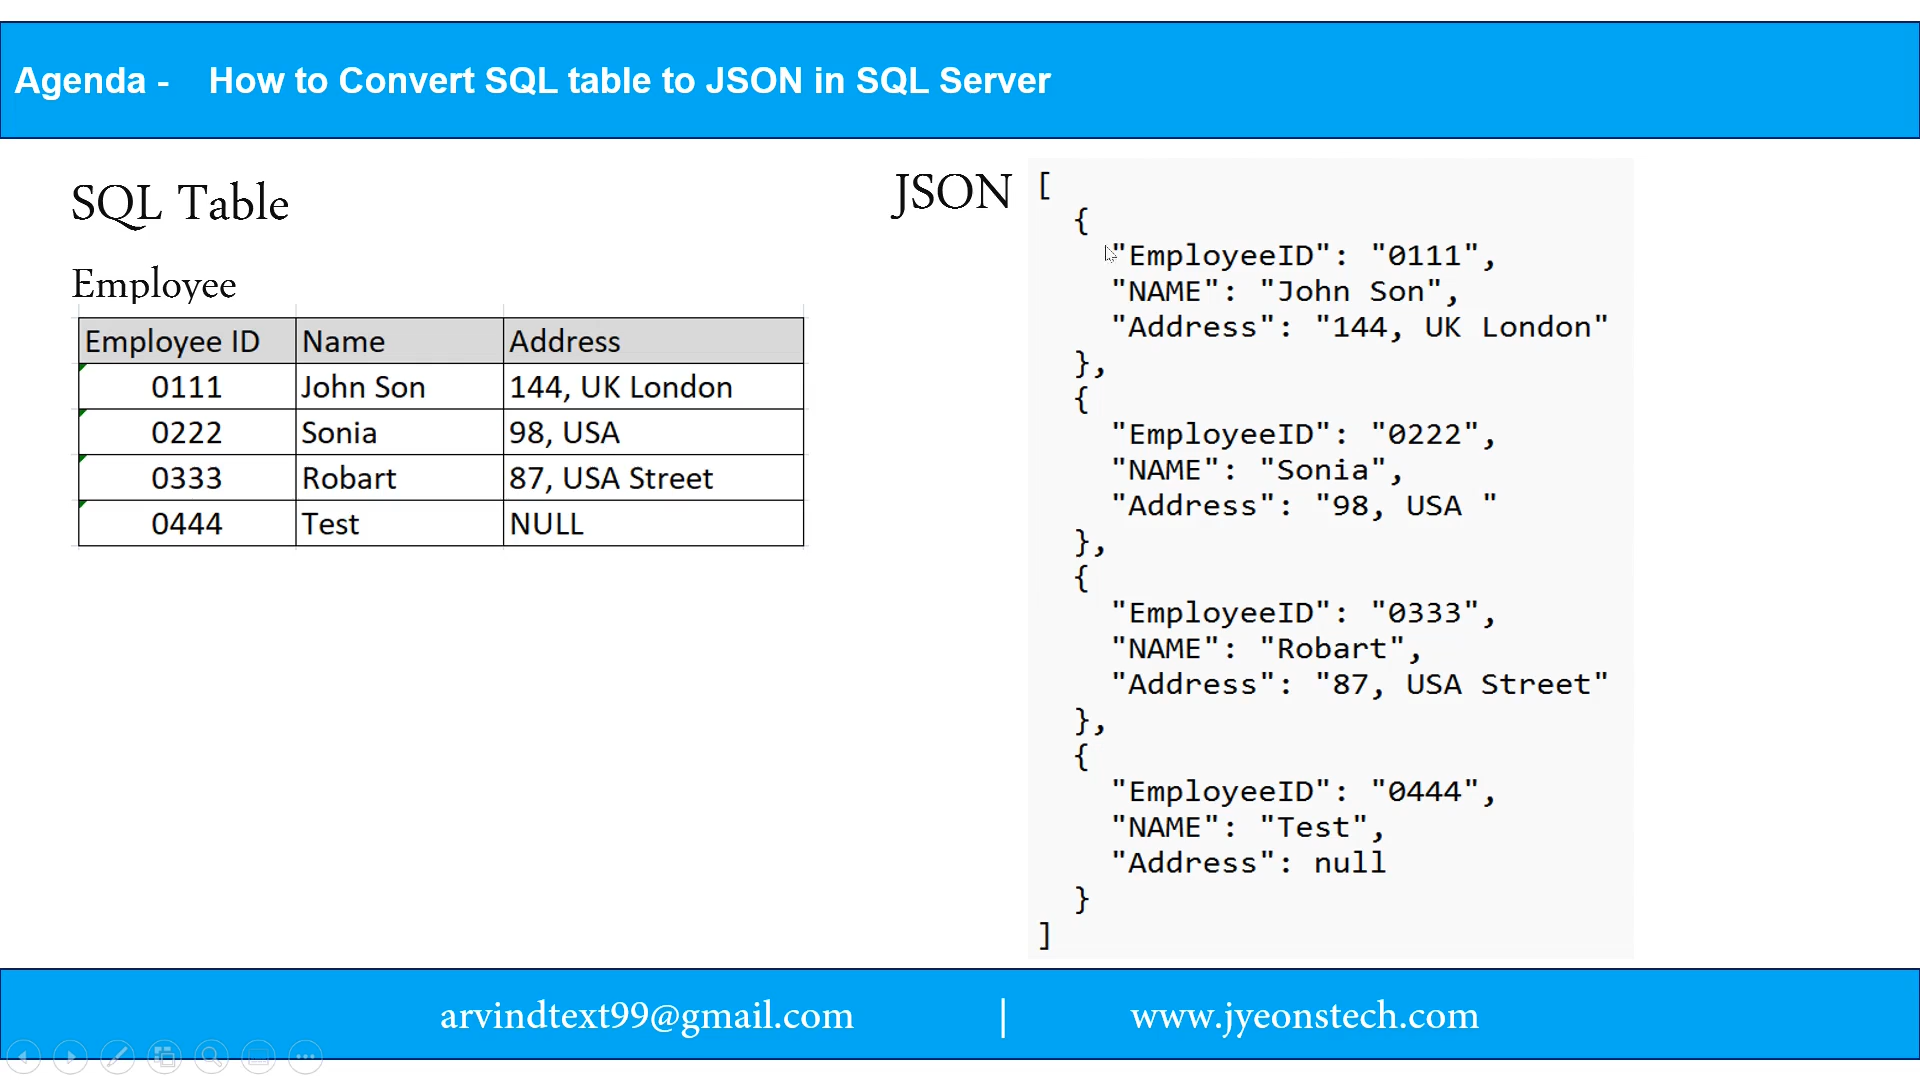 Agenda -    How to Convert SQL table to JSON in SQL Server
SQL Table
Employee
Employee ID Name Address
0111 John Son 144, UK London
0222 Sonia 98, USA
0333 Robart 87, USA Street
0444 Test NULL
JSON
[
{
"EmployeeID": "0111",
"NAME": "John Son",
"Address": "144, UK London"
},
{
"EmployeeID": "0222",
"NAME": "Sonia",
"Address": "98, USA "
},
{
"EmployeeID": "0333",
"NAME": "Robart",
"Address": "87, USA Street"
},
{
"EmployeeID": "0444",
"NAME": "Test",
"Address": null
}
]
arvindtext99@gmail.com | www.jyeonstech.com